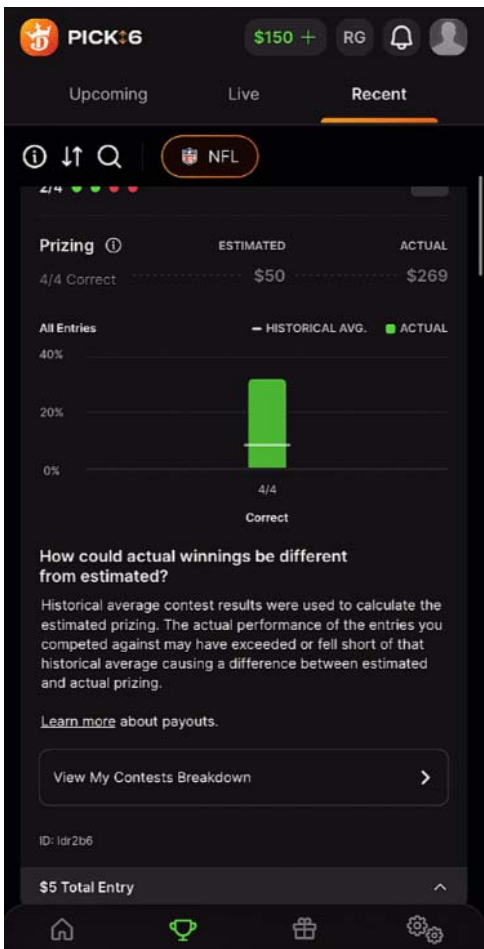 PICK6
$150 +
RG
Upcoming Live Recent
NFL
2/4
Prizing ESTIMATED ACTUAL
4/4 Correct $50 $269
All Entries HISTORICAL AVG. ACTUAL
40%
20%
0%
4/4
Correct
How could actual winnings be different
from estimated?
Historical average contest results were used to calculate the
estimated prizing. The actual performance of the entries you
competed against may have exceeded or fell short of that
historical average causing a difference between estimated
and actual prizing.
Learn more about payouts.
View My Contests Breakdown
ID: ldr2b6
$5 Total Entry